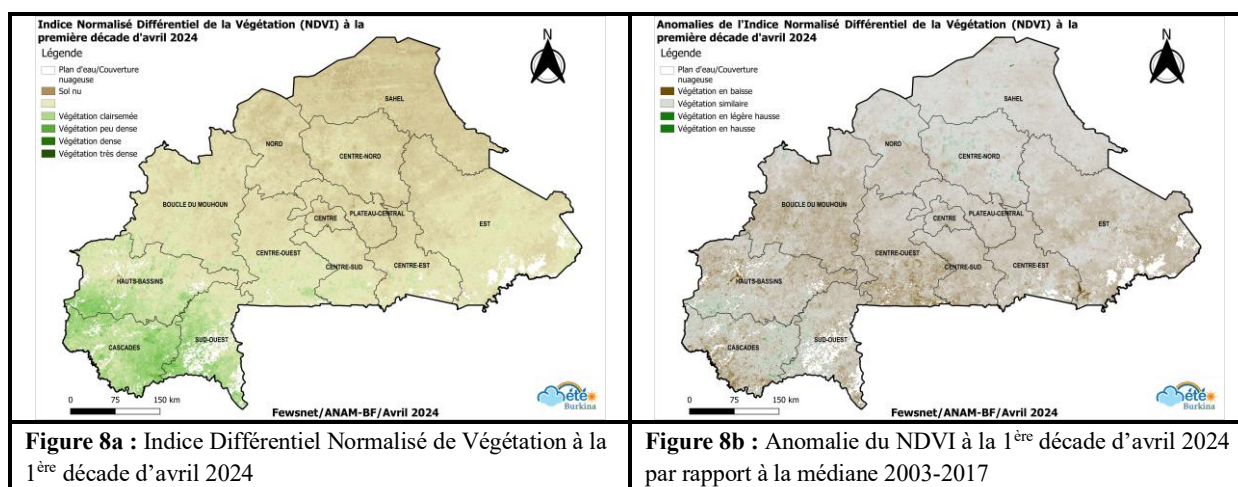 Indice Normalisé Différentiel de la Végétation (NDVI) à la
première décade d'avril 2024
Légende
Plan d'eau/Couverture
nuageuse
Sol nu
Végétation clairsemée
Végétation peu dense
Végétation dense
Végétation très dense
N
SAHEL
NORD
CENTRE-NORD
BOUCLE DU MOUHOUN
CENTRE
PLATEAU-CENTRAL
EST
CENTRE-OUEST
CENTRE-SUD
CENTRE-EST
HAUTS-BASSINS
CASCADES
SUD-OUEST
0 75 150 km
Fewsnet/ANAM-BF/Avril 2024
été
Burkina
Anomalies de l'Indice Normalisé Différentiel de la Végétation (NDVI) à la
première décade d'avril 2024
Légende
Plan d'eau/Couverture
nuageuse
Végétation en baisse
Végétation similaire
Végétation en légère hausse
Végétation en hausse
N
SAHEL
NORD
CENTRE-NORD
BOUCLE DU MOUHOUN
CENTRE
PLATEAU-CENTRAL
EST
CENTRE-OUEST
CENTRE-SUD
CENTRE-EST
HAUTS-BASSINS
CASCADES
SUD-OUEST
0 75 150 km
Fewsnet/ANAM-BF/Avril 2024
été
Burkina
Figure 8a : Indice Différentiel Normalisé de Végétation à la
1ère décade d'avril 2024
Figure 8b : Anomalie du NDVI à la 1ère décade d'avril 2024
par rapport à la médiane 2003-2017